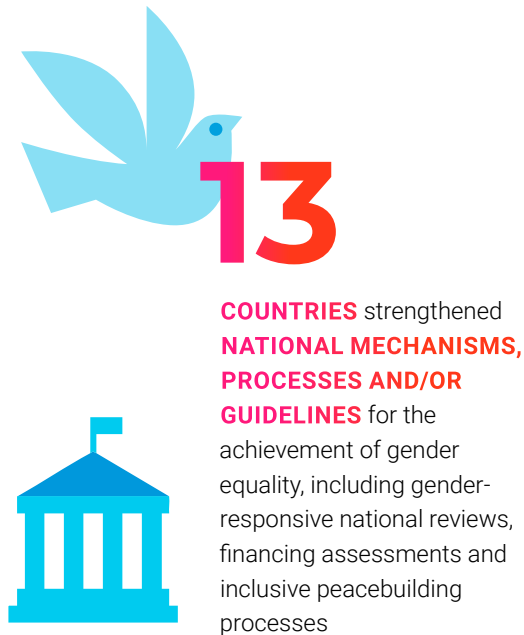 13
COUNTRIES strengthened
NATIONAL MECHANISMS,
PROCESSES AND/OR
GUIDELINES for the
achievement of gender
equality, including gender-
responsive national reviews,
financing assessments and
inclusive peacebuilding
processes